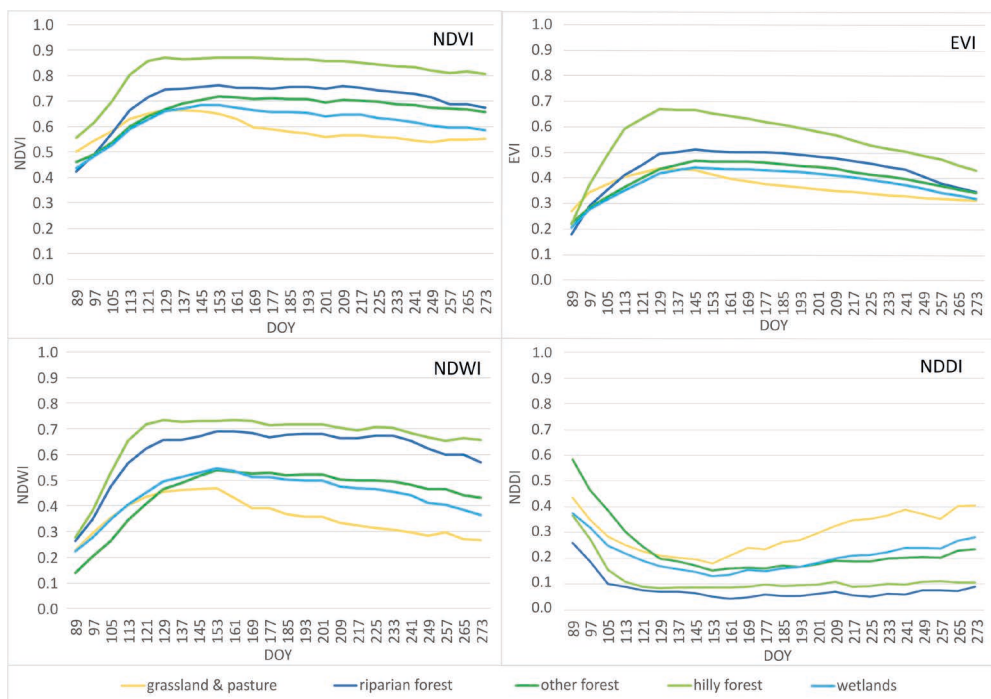 NDVI
1.0
0.9
0.8
0.7
0.6
0.5
0.4
0.3
0.2
0.1
0.0
NDVI
89 97 105 113 121 129 137 145 153 161 169 177 185 193 201 209 217 225 233 241 249 257 265 273
DOY
EVI
1.0
0.9
0.8
0.7
0.6
0.5
0.4
0.3
0.2
0.1
0.0
EVI
89 97 105 113 121 129 137 145 153 161 169 177 185 193 201 209 217 225 233 241 249 257 265 273
DOY
NDWI
1.0
0.9
0.8
0.7
0.6
0.5
0.4
0.3
0.2
0.1
0.0
NDWI
89 97 105 113 121 129 137 145 153 161 169 177 185 193 201 209 217 225 233 241 249 257 265 273
DOY
NDDI
1.0
0.9
0.8
0.7
0.6
0.5
0.4
0.3
0.2
0.1
0.0
NDDI
89 97 105 113 121 129 137 145 153 161 169 177 185 193 201 209 217 225 233 241 249 257 265 273
DOY
grassland & pasture riparian forest other forest hilly forest wetlands